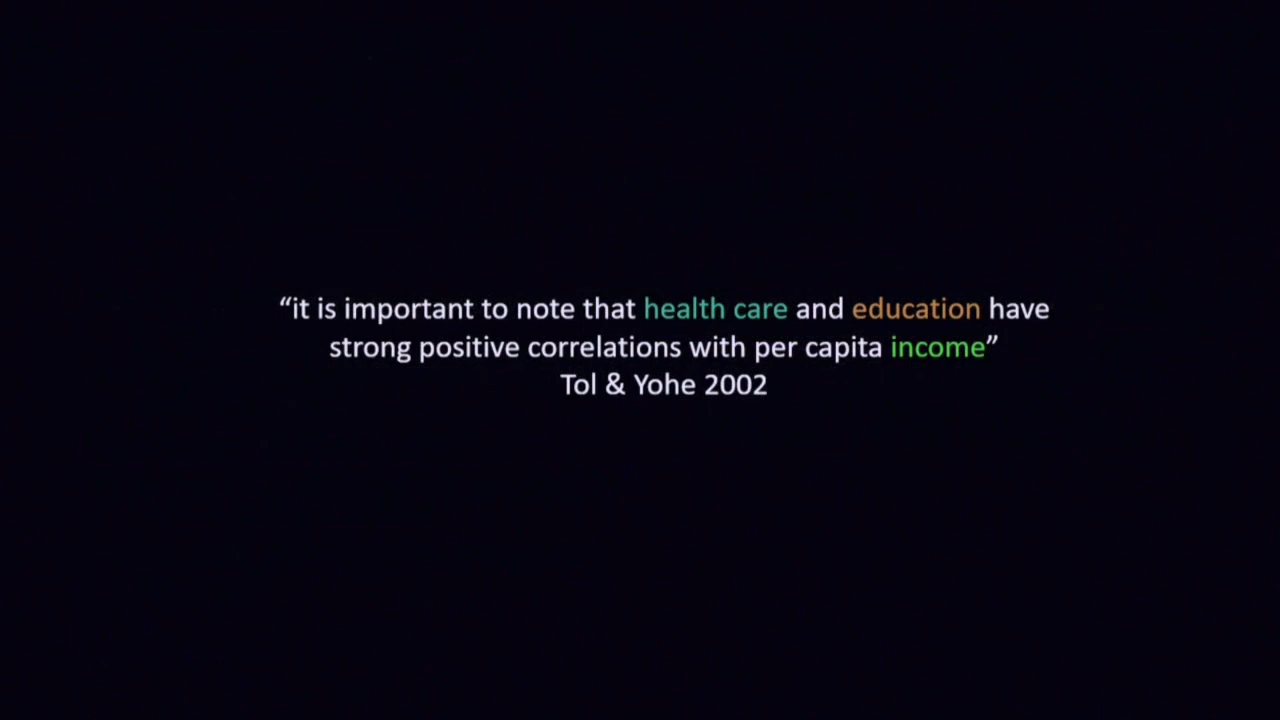 “it is important to note that health care and education have
strong positive correlations with per capita income”
Tol & Yohe 2002